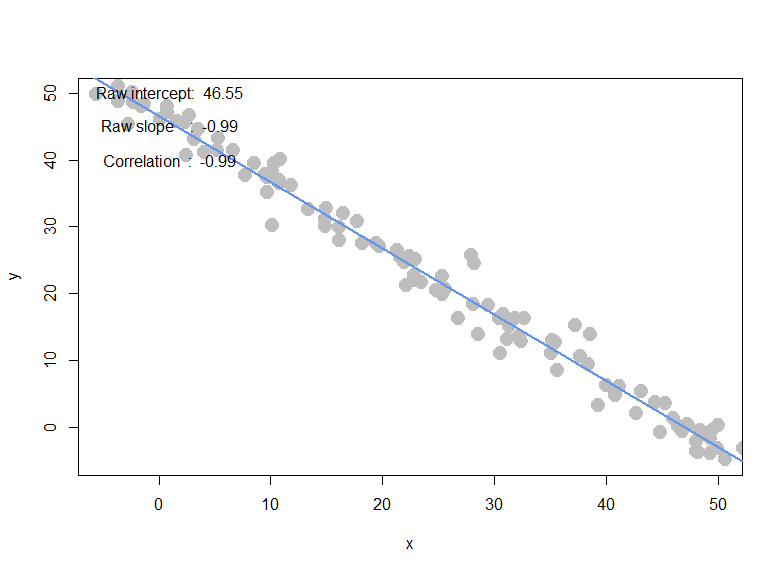 50
40
30
20
10
0
y
Raw intercept: 46.55
Raw slope : -0.99
Correlation : -0.99
0 10 20 30 40 50
x